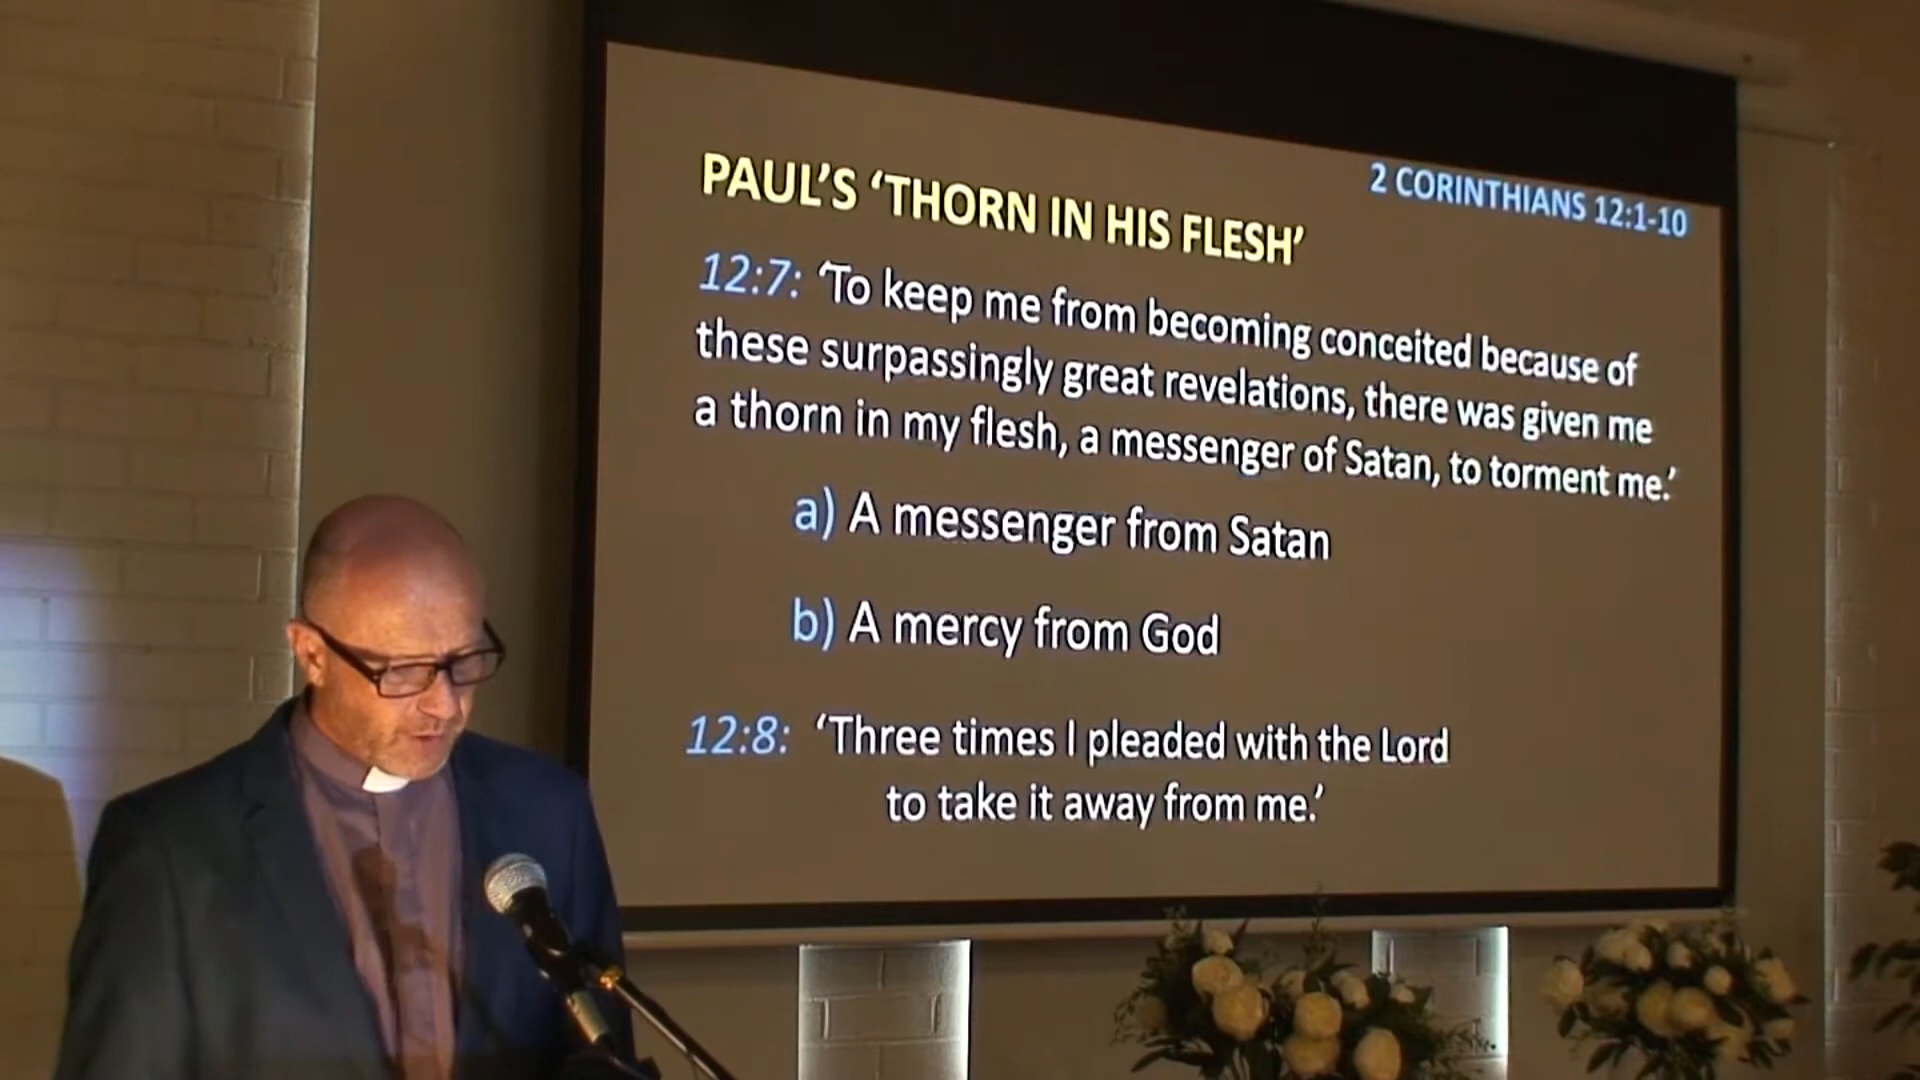 2 CORINTHIANS 12:1-10
PAUL’S ‘THORN IN HIS FLESH’
12:7: ‘To keep me from becoming conceited because of
these surpassingly great revelations, there was given me
a thorn in my flesh, a messenger of Satan, to torment me.’
a) A messenger from Satan
b) A mercy from God
12:8: ‘Three times I pleaded with the Lord
to take it away from me.’